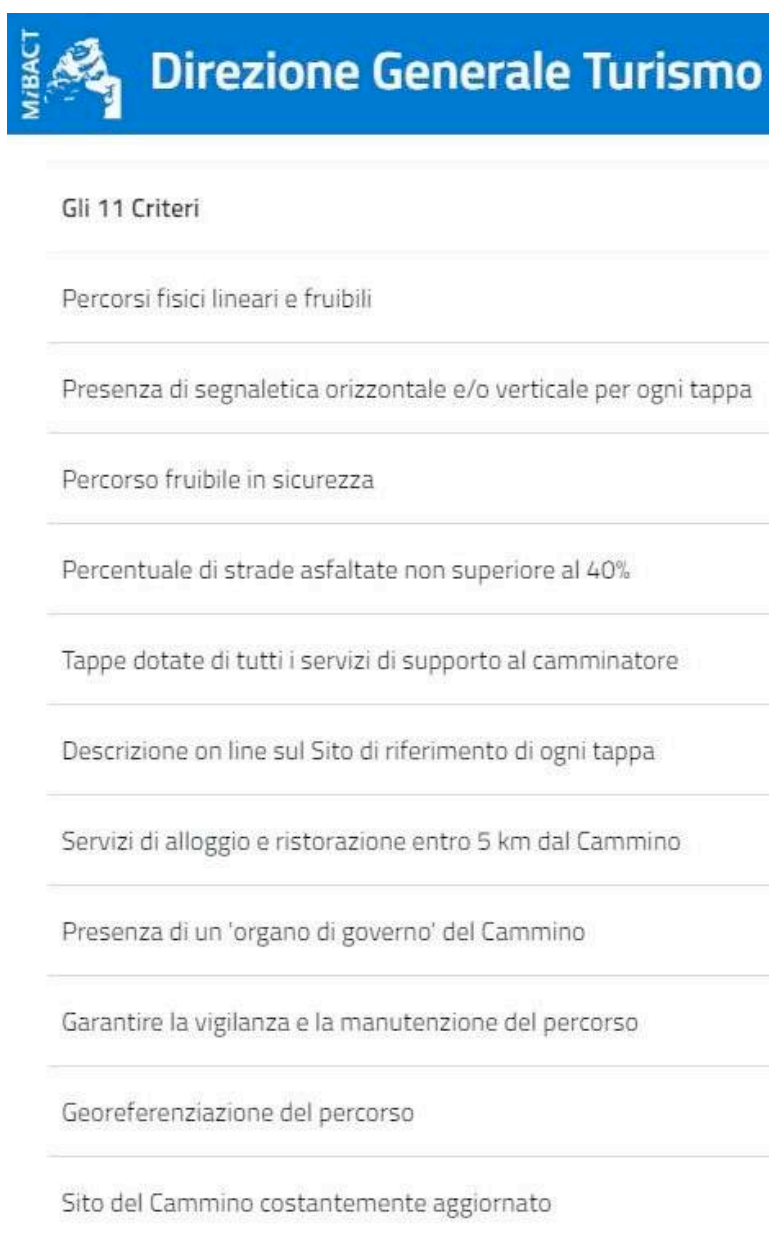 MiBACT
Direzione Generale Turismo
Gli 11 Criteri
Percorsi fisici lineari e fruibili
Presenza di segnaletica orizzontale e/o verticale per ogni tappa
Percorso fruibile in sicurezza
Percentuale di strade asfaltate non superiore al 40%
Tappe dotate di tutti i servizi di supporto al camminatore
Descrizione on line sul Sito di riferimento di ogni tappa
Servizi di alloggio e ristorazione entro 5 km dal Cammino
Presenza di un 'organo di governo' del Cammino
Garantire la vigilanza e la manutenzione del percorso
Georeferenziazione del percorso
Sito del Cammino costantemente aggiornato